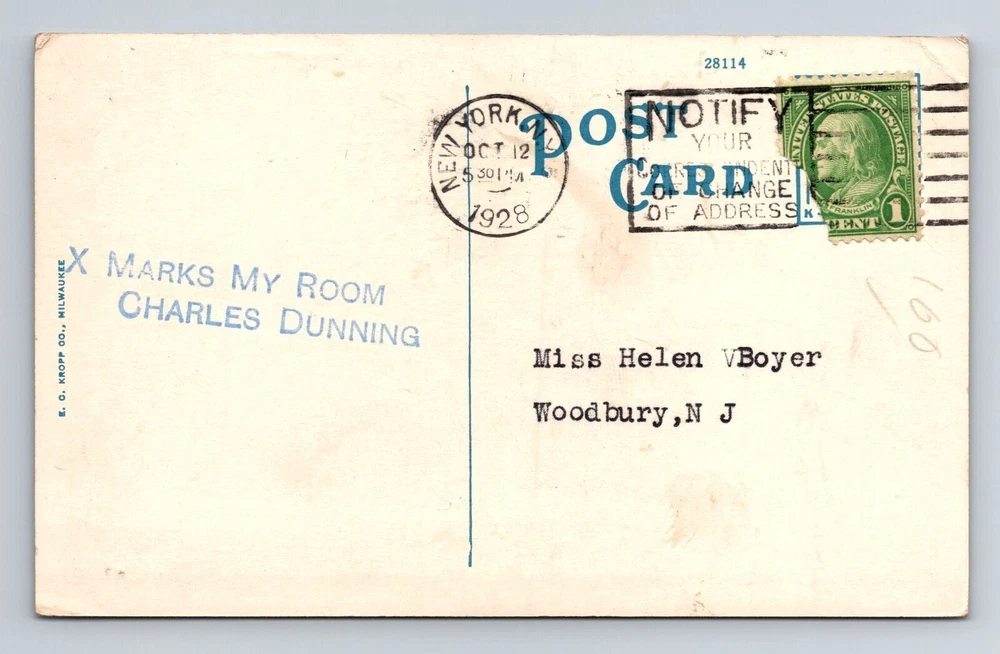 28114
POST
CARD
NEW YORK, N.Y.
OCT 12
5 30 PM
1928
NOTIFY
YOUR
CORRESPONDENTS
OF CHANGE
OF ADDRESS
UNITED STATES POSTAGE
FRANKLIN
1 CENT
K
X MARKS MY ROOM
CHARLES DUNNING
E. C. KROPP CO., MILWAUKEE
Miss Helen VBoyer
Woodbury,N J